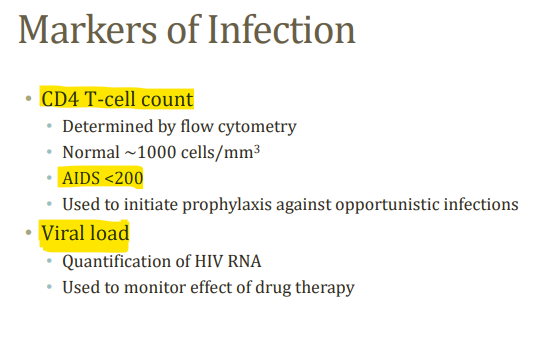 Markers of Infection
• CD4 T-cell count
• Determined by flow cytometry
• Normal ~1000 cells/mm³
• AIDS <200
• Used to initiate prophylaxis against opportunistic infections
• Viral load
• Quantification of HIV RNA
• Used to monitor effect of drug therapy